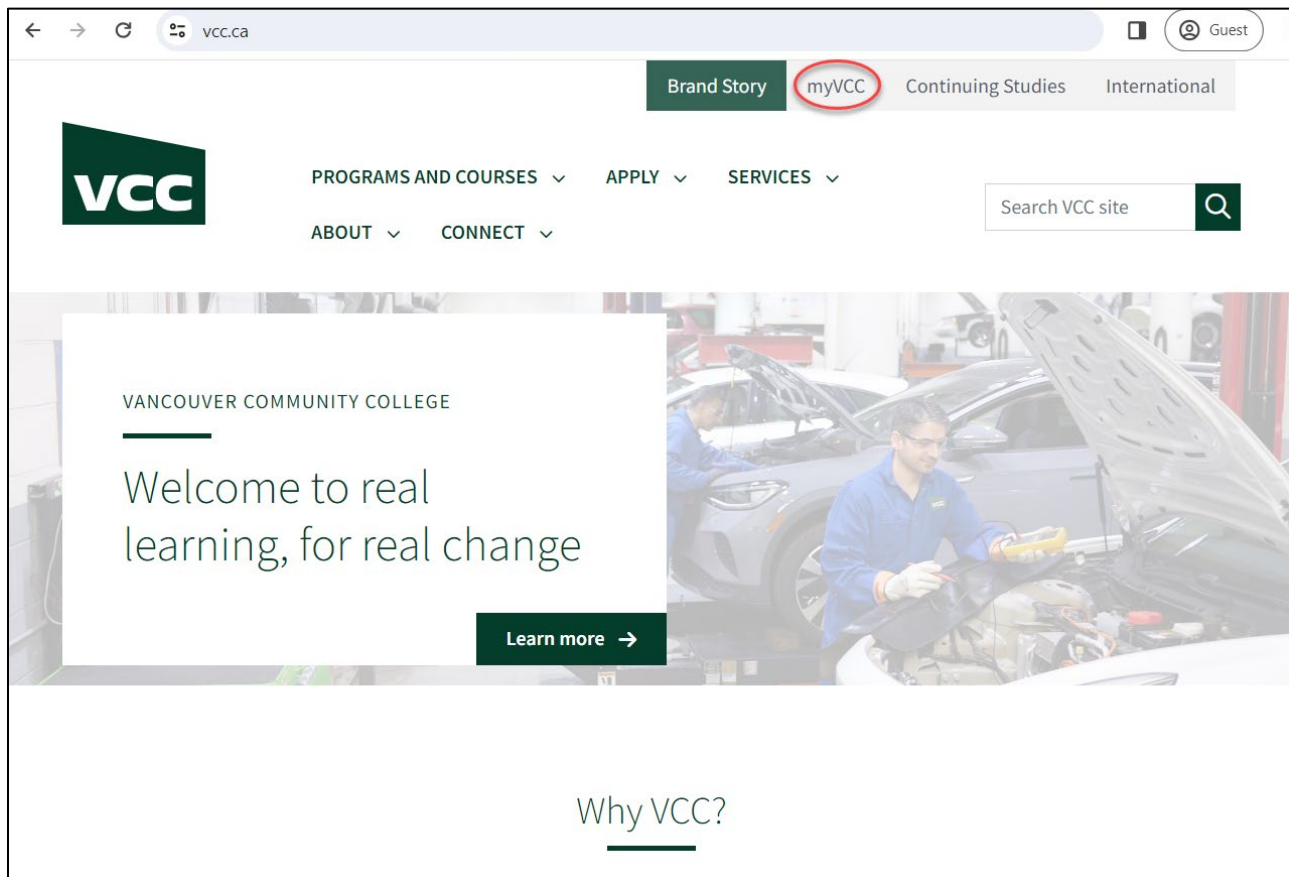 vcc.ca
Guest
Brand Story myVCC Continuing Studies International
VCC
PROGRAMS AND COURSES APPLY SERVICES
Search VCC site
ABOUT CONNECT
VANCOUVER COMMUNITY COLLEGE
Welcome to real
learning, for real change
Learn more →
Why VCC?